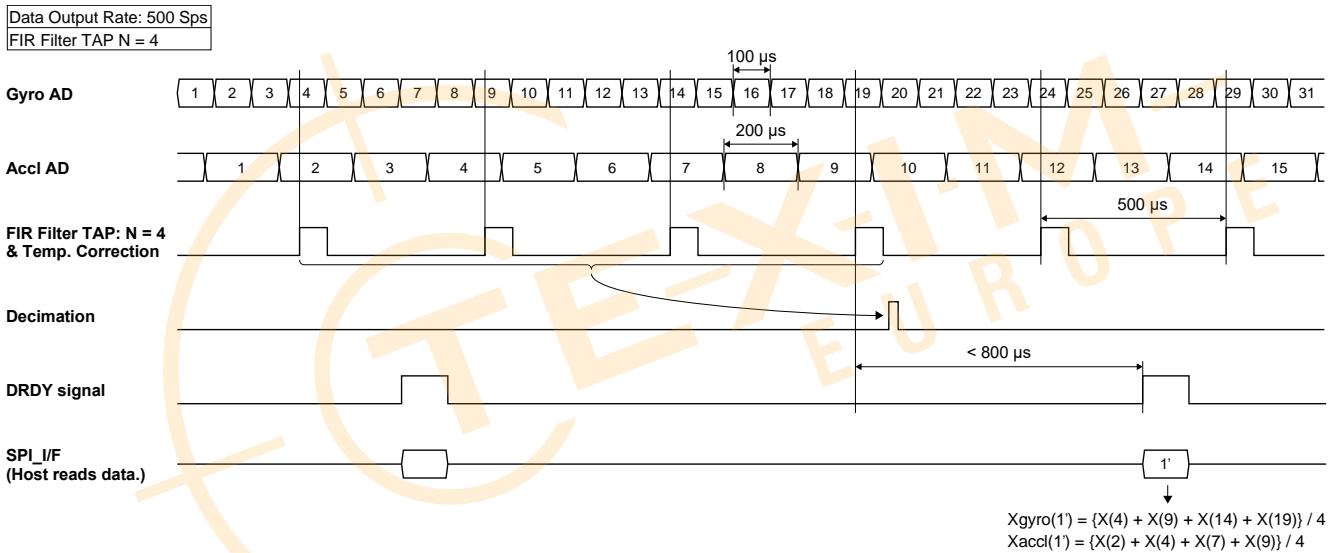 Data Output Rate: 500 Sps
FIR Filter TAP N = 4
100 µs
Gyro AD
1 2 3 4 5 6 7 8 9 10 11 12 13 14 15 16 17 18 19 20 21 22 23 24 25 26 27 28 29 30 31
200 µs
Accl AD
1 2 3 4 5 6 7 8 9 10 11 12 13 14 15
500 µs
FIR Filter TAP: N = 4
& Temp. Correction
Decimation
< 800 µs
DRDY signal
SPI_I/F
(Host reads data.)
1'
Xgyro(1') = {X(4) + X(9) + X(14) + X(19)} / 4
Xaccl(1') = {X(2) + X(4) + X(7) + X(9)} / 4
TEXIM
EUROPE